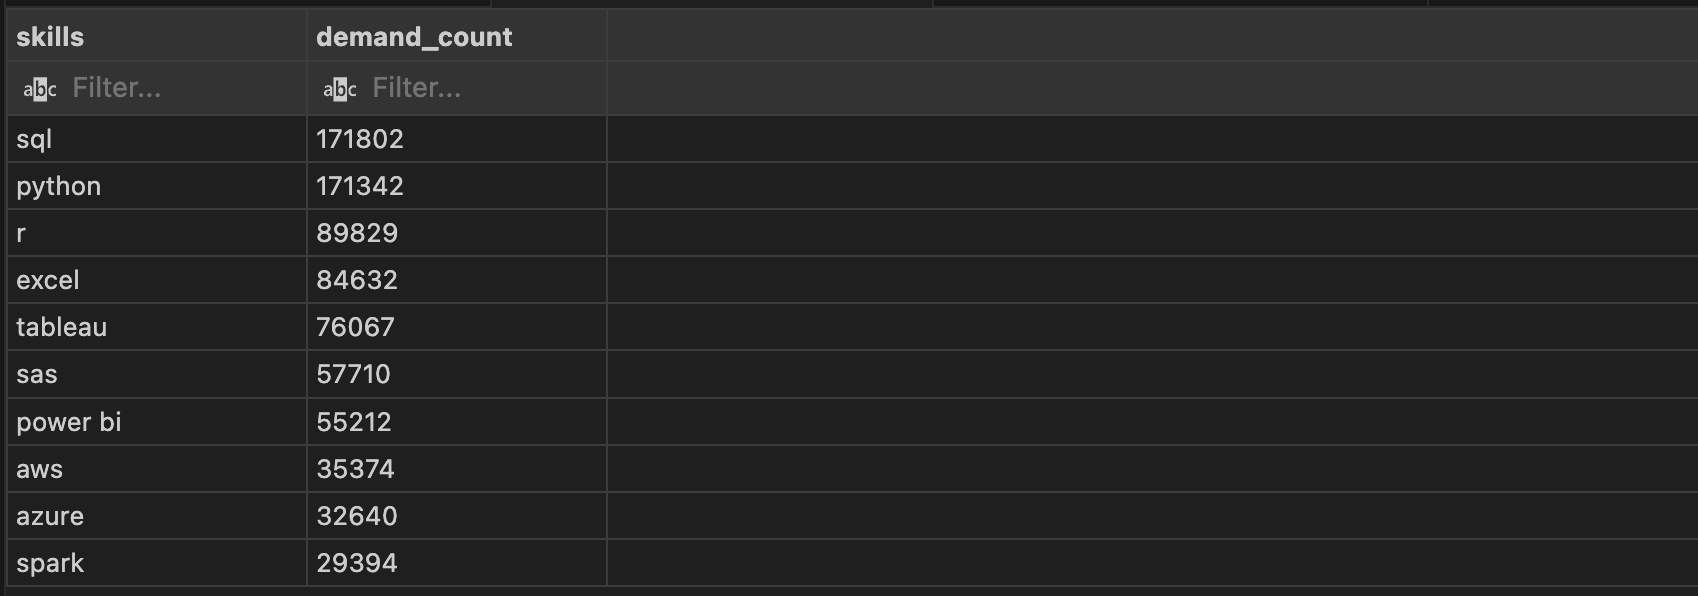 skills demand_count
abc Filter... abc Filter...
sql 171802
python 171342
r 89829
excel 84632
tableau 76067
sas 57710
power bi 55212
aws 35374
azure 32640
spark 29394